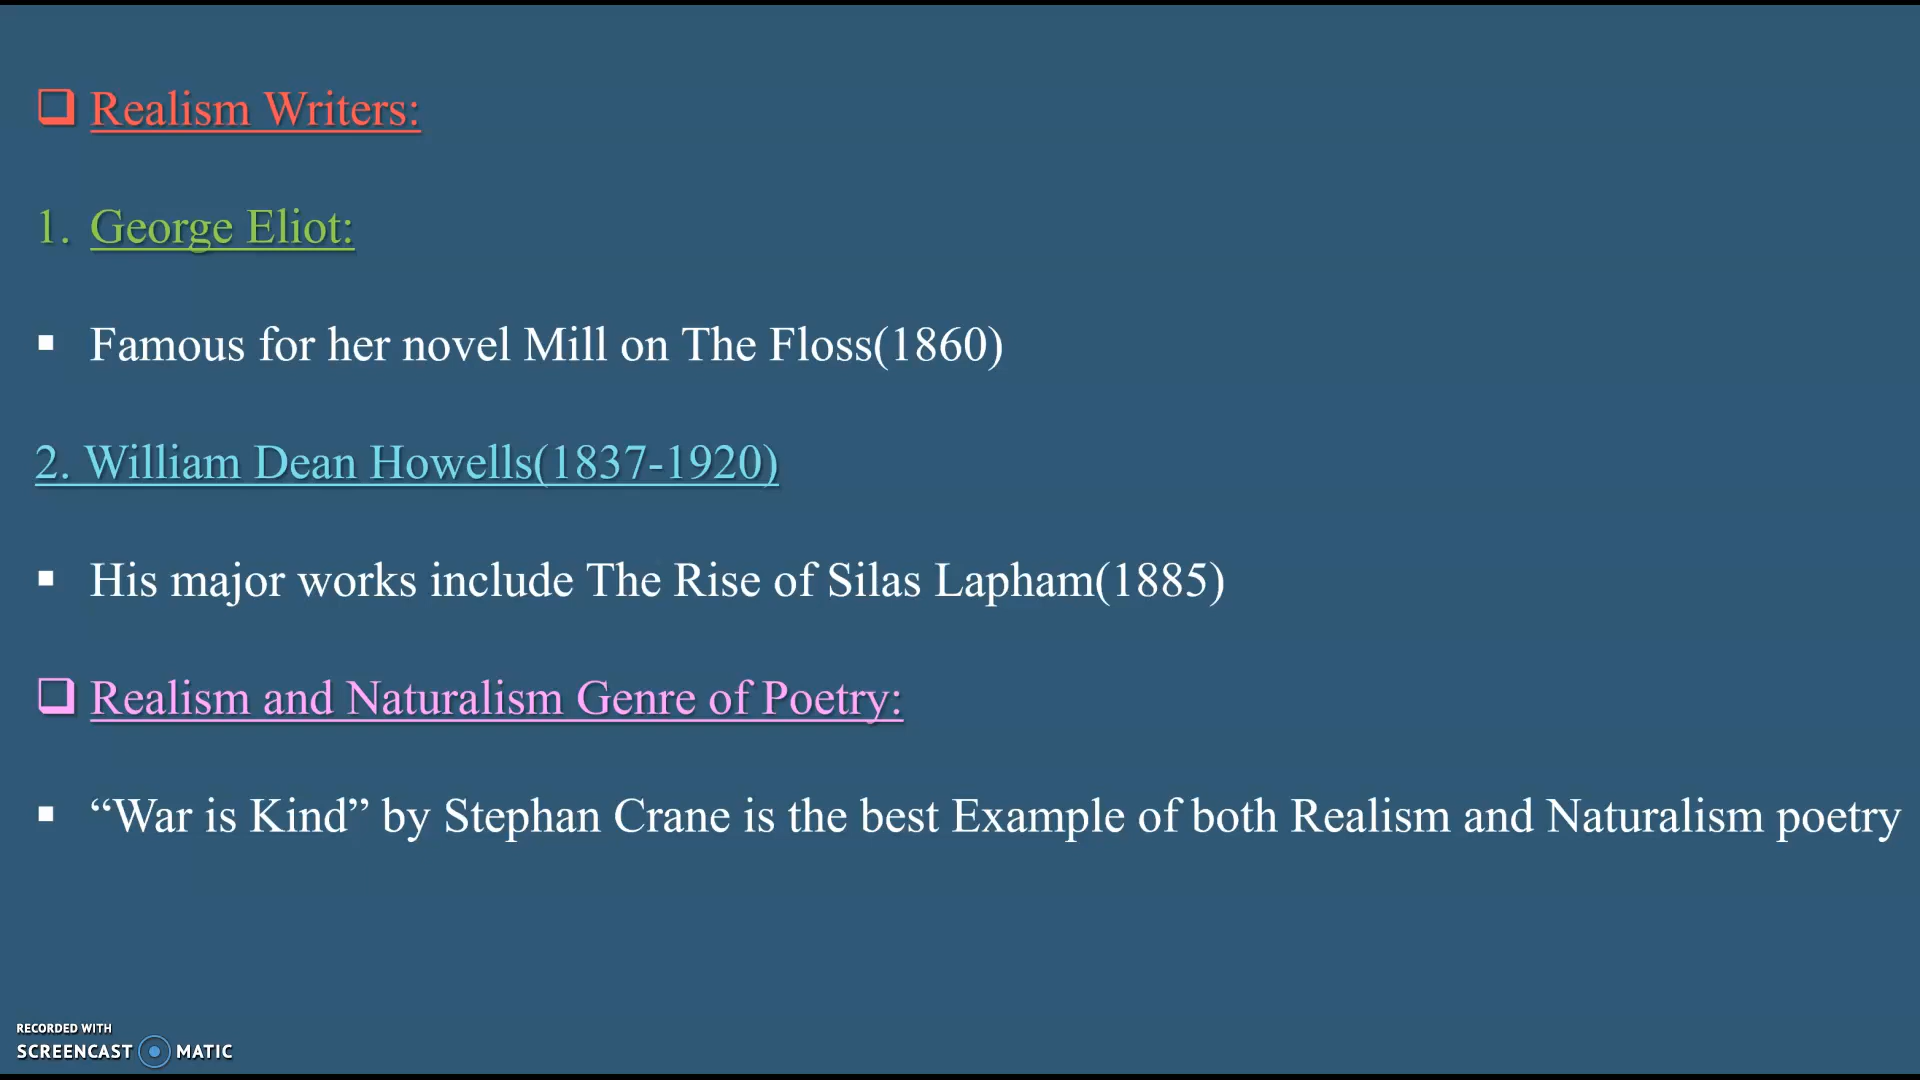 Realism Writers:
1. George Eliot:
Famous for her novel Mill on The Floss(1860)
2. William Dean Howells(1837-1920)
His major works include The Rise of Silas Lapham(1885)
Realism and Naturalism Genre of Poetry:
“War is Kind” by Stephan Crane is the best Example of both Realism and Naturalism poetry
RECORDED WITH
SCREENCAST MATIC